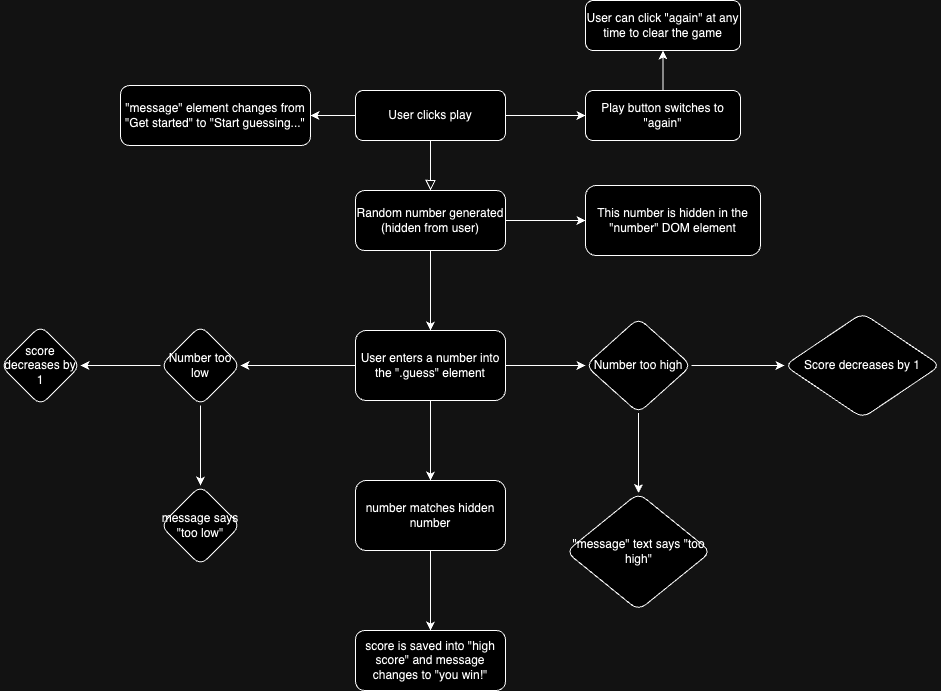 User can click "again" at any
time to clear the game
"message" element changes from
"Get started" to "Start guessing..."
User clicks play
Play button switches to
"again"
Random number generated
(hidden from user)
This number is hidden in the
"number" DOM element
score
decreases by
1
Number too
low
User enters a number into
the ".guess" element
Number too high
Score decreases by 1
message says
"too low"
number matches hidden
number
"message" text says "too
high"
score is saved into "high
score" and message
changes to "you win!"